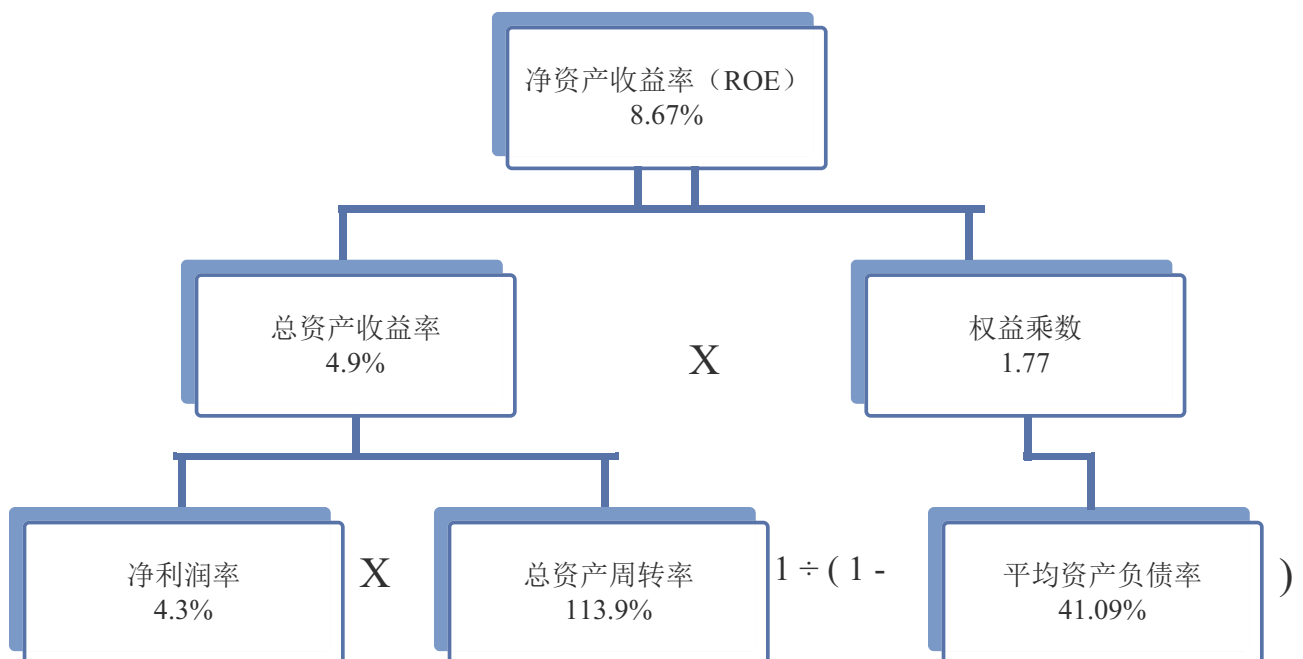 净资产收益率（ROE）
8.67%
总资产收益率
4.9%
X
权益乘数
1.77
净利润率
4.3%
X
总资产周转率
113.9%
1 ÷ ( 1 -
平均资产负债率
41.09%
)